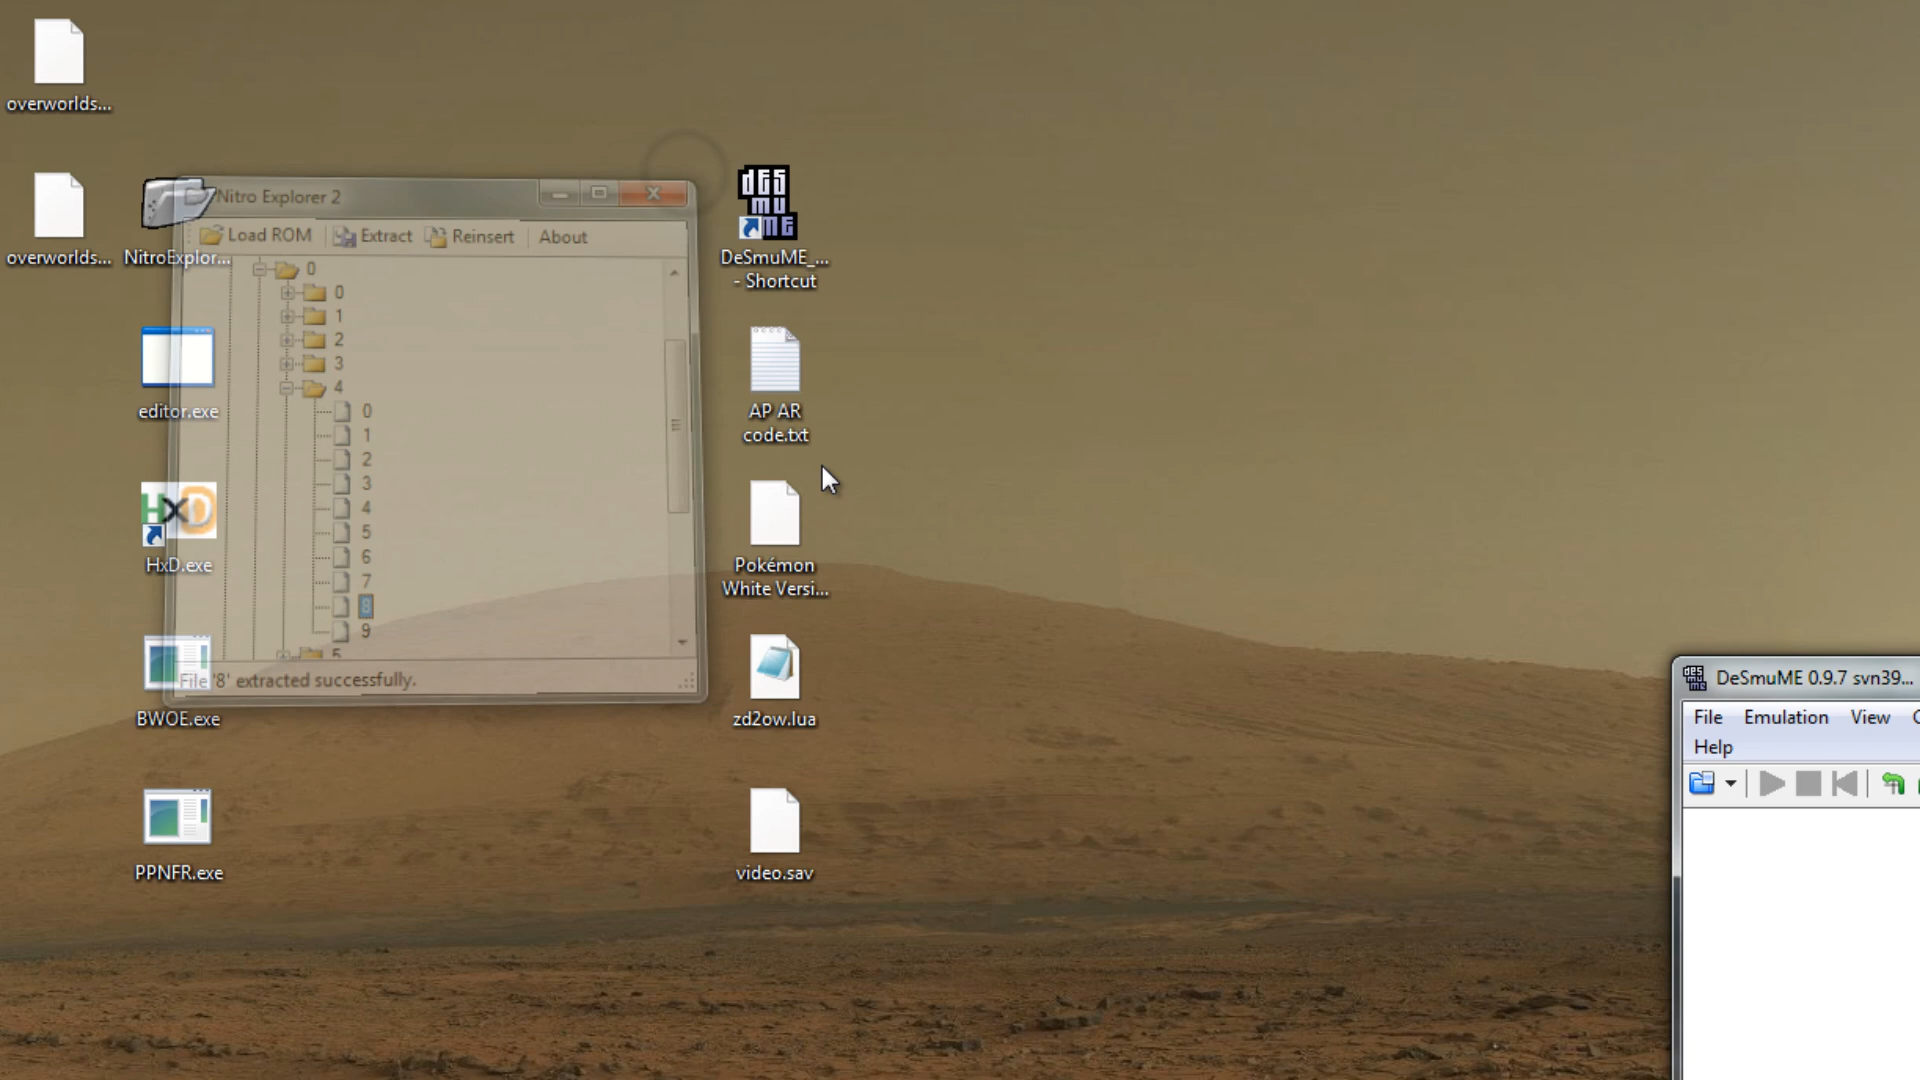 overworlds...
overworlds...
NitroExplor...
editor.exe
HxD
HxD.exe
BWOE.exe
PPNFR.exe
Nitro Explorer 2
Load ROM Extract Reinsert About
0
0
1
2
3
4
0
1
2
3
4
5
6
7
8
9
5
File '8' extracted successfully.
DeSmuME
DeSmuME_...
- Shortcut
AP AR
code.txt
Pokémon
White Versi...
zd2ow.lua
video.sav
DeSmuME 0.9.7 svn39...
File Emulation View
Help